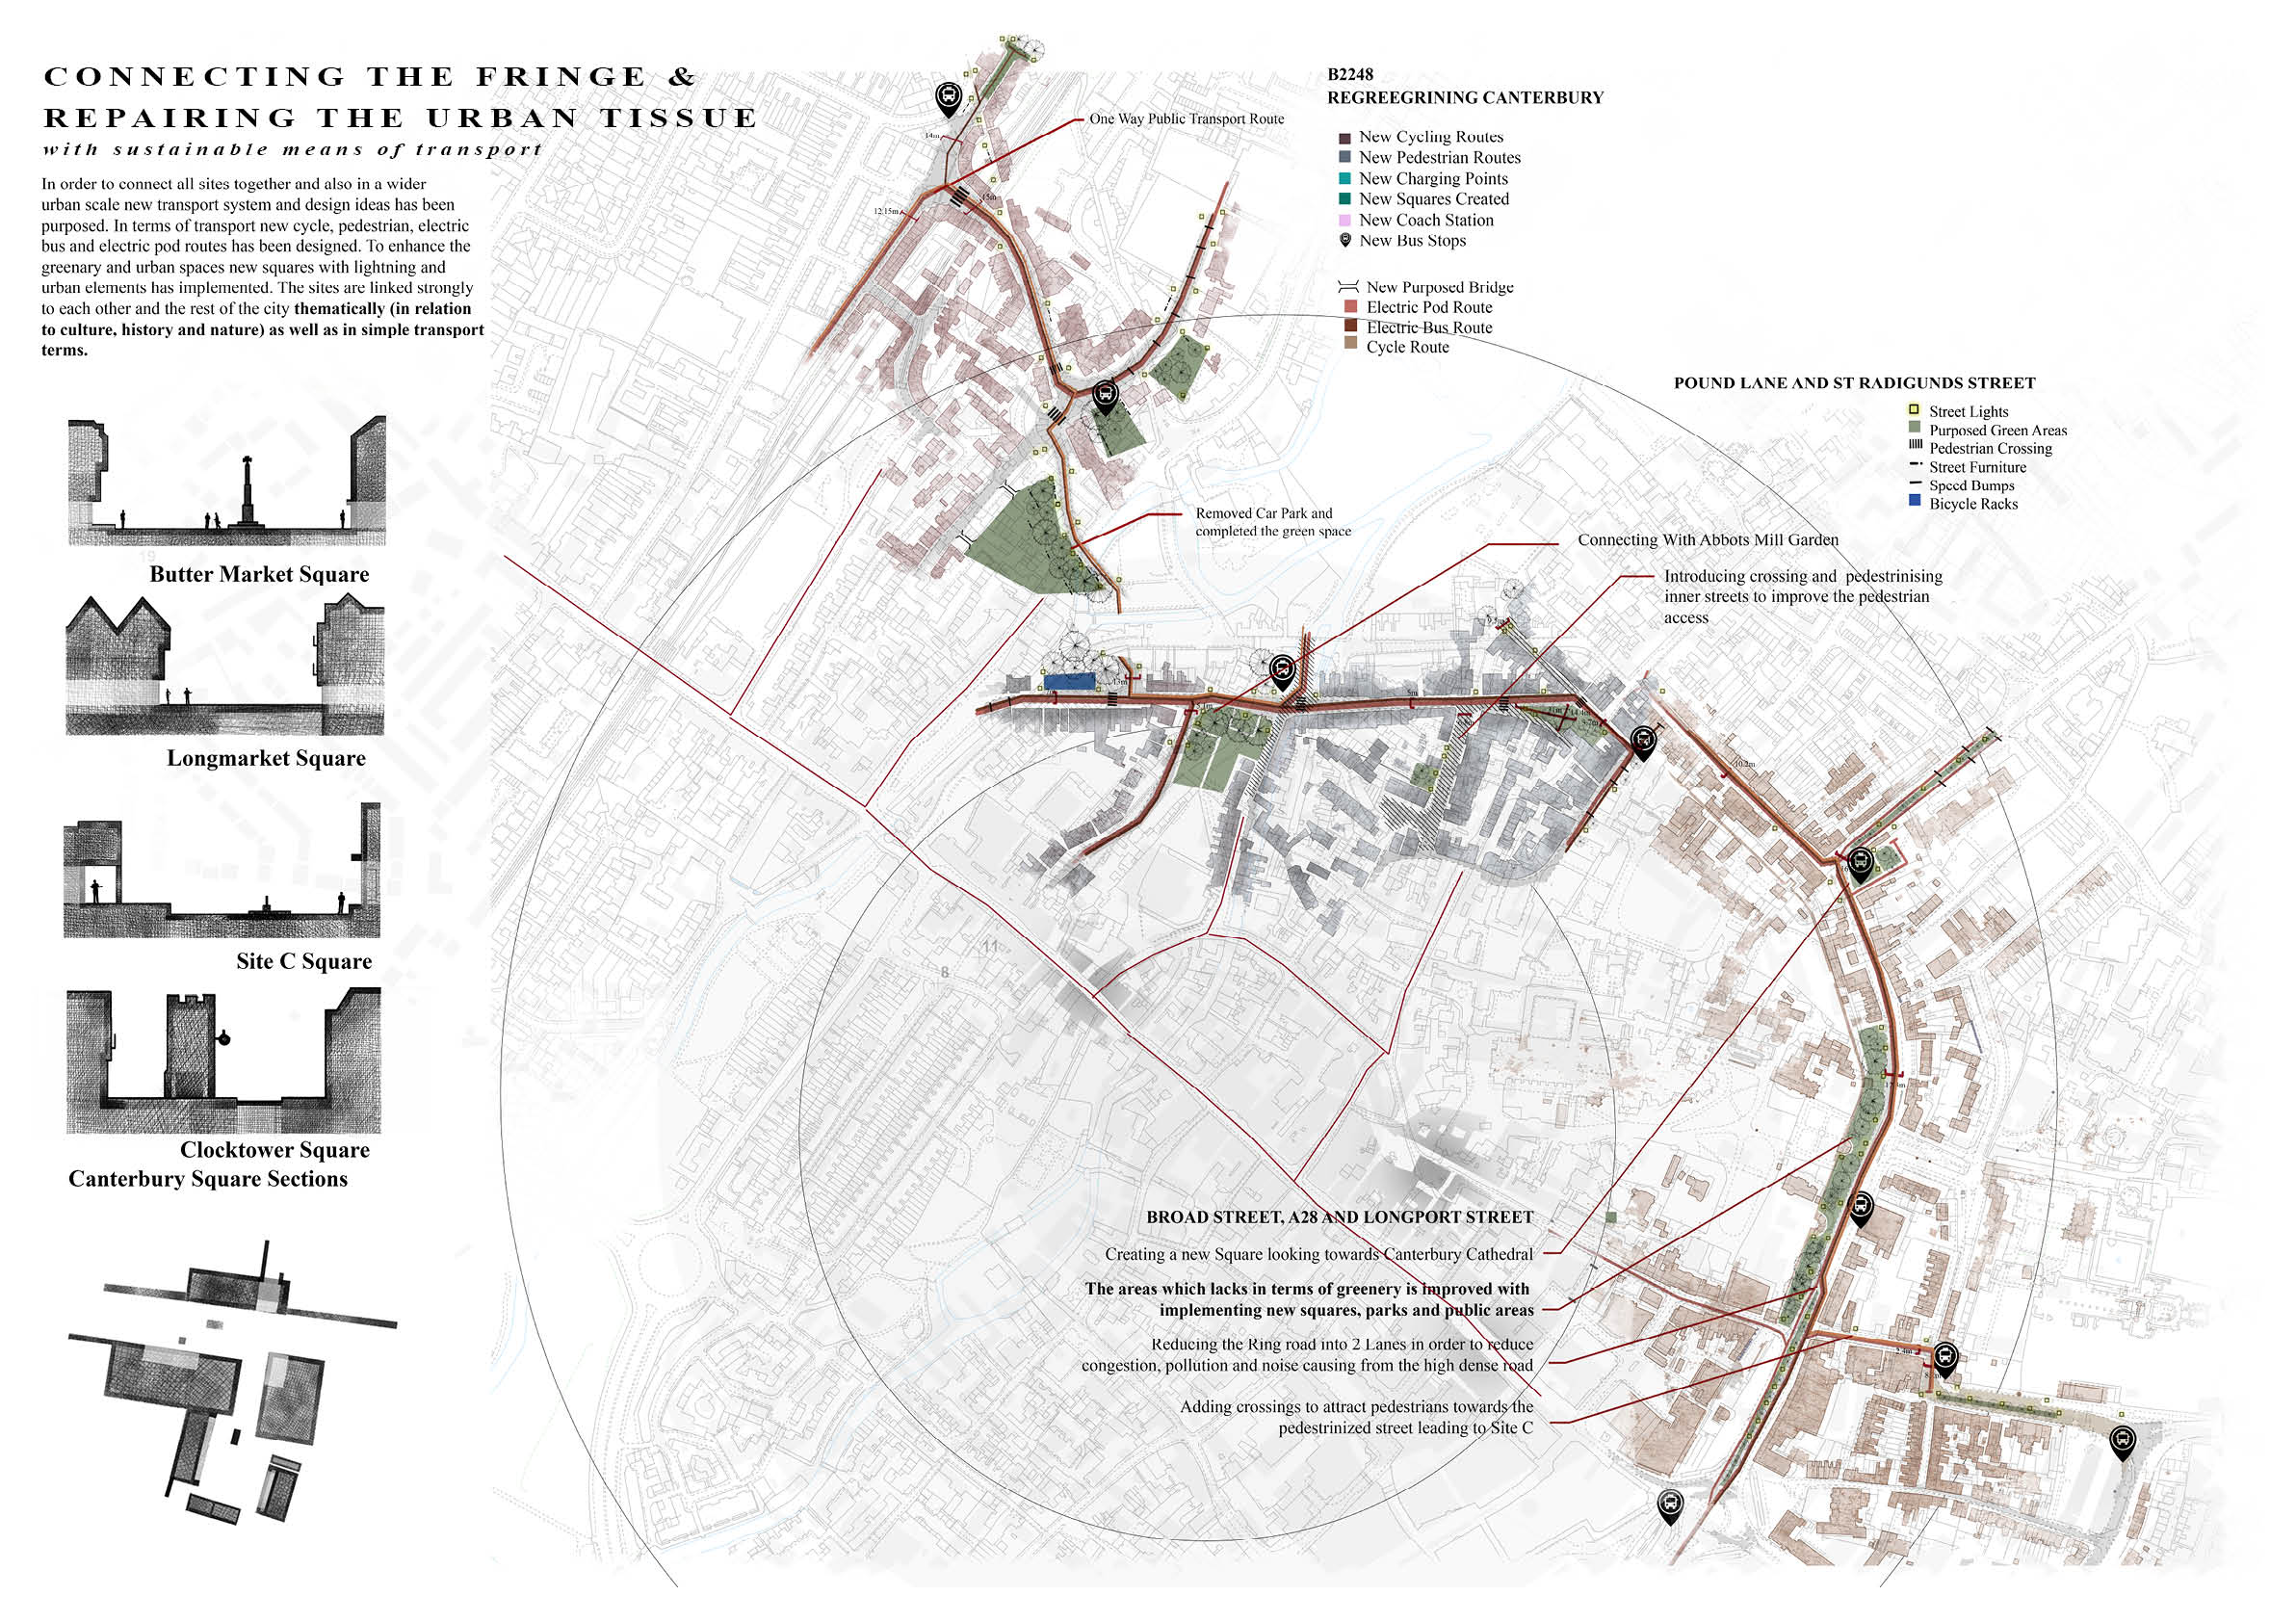 CONNECTING THE FRINGE &
REPAIRING THE URBAN TISSUE
with sustainable means of transport
In order to connect all sites together and also in a wider
urban scale new transport system and design ideas has been
purposed. In terms of transport new cycle, pedestrian, electric
bus and electric pod routes has been designed. To enhance the
greenary and urban spaces new squares with lightning and
urban elements has implemented. The sites are linked strongly
to each other and the rest of the city thematically (in relation
to culture, history and nature) as well as in simple transport
terms.
19
Butter Market Square
Longmarket Square
Site C Square
Clocktower Square
Canterbury Square Sections
14m
One Way Public Transport Route
15m
12.15m
B2248
REGREEGRINING CANTERBURY
New Cycling Routes
New Pedestrian Routes
New Charging Points
New Squares Created
New Coach Station
New Bus Stops
New Purposed Bridge
Electric Pod Route
Electric Bus Route
Cycle Route
POUND LANE AND ST RADIGUNDS STREET
Street Lights
Purposed Green Areas
Pedestrian Crossing
Street Furniture
Speed Bumps
Bicycle Racks
Removed Car Park and
completed the green space
Connecting With Abbots Mill Garden
Introducing crossing and pedestrinising
inner streets to improve the pedestrian
access
13m
5m
10.2m
11
8
BROAD STREET, A28 AND LONGPORT STREET
Creating a new Square looking towards Canterbury Cathedral
The areas which lacks in terms of greenery is improved with
implementing new squares, parks and public areas
Reducing the Ring road into 2 Lanes in order to reduce
congestion, pollution and noise causing from the high dense road
Adding crossings to attract pedestrians towards the
pedestrinized street leading to Site C